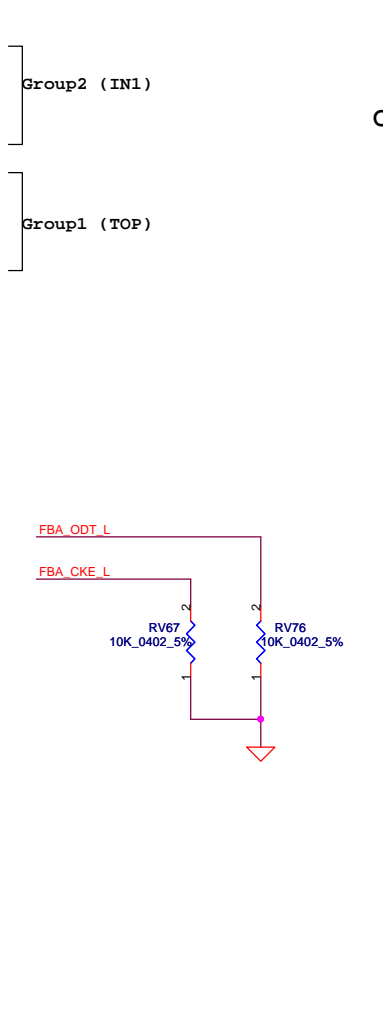 Group2 (IN1)
Group1 (TOP)
FBA_ODT_L
FBA_CKE_L
2
2
RV67
10K_0402_5%
RV76
10K_0402_5%
1
1